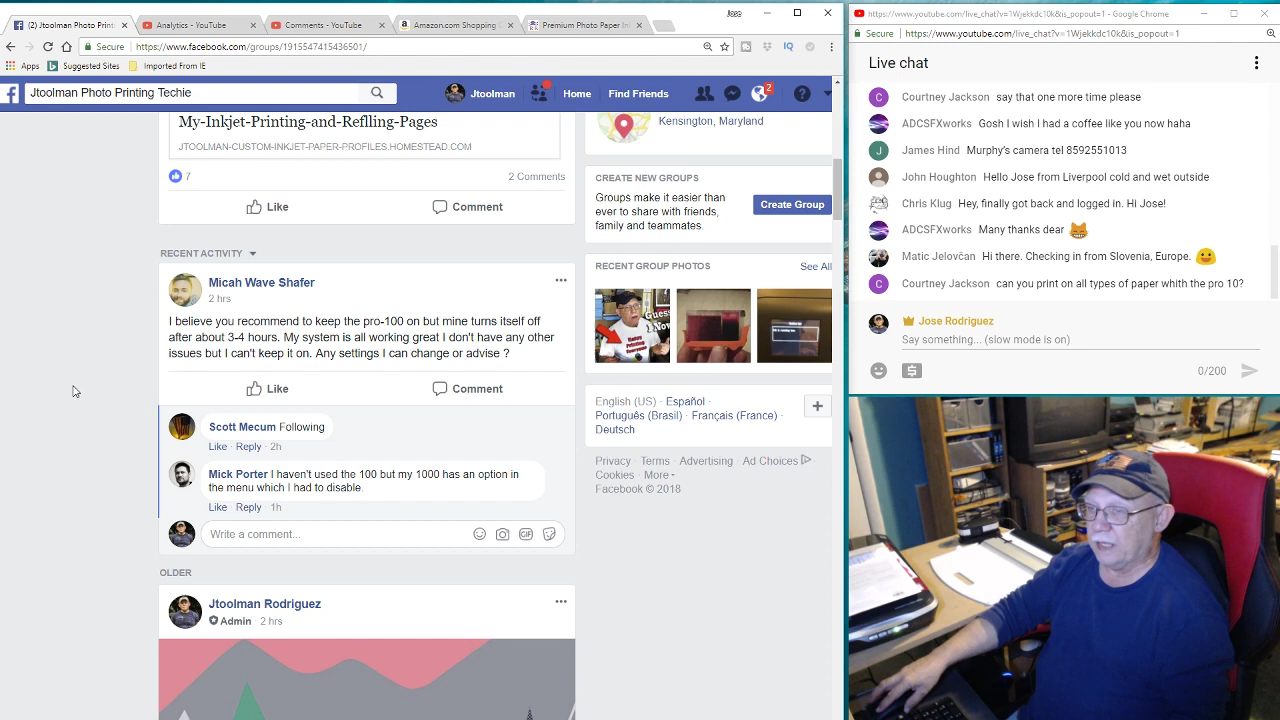 (2) Jtoolman Photo Printi
Analytics - YouTube
Comments - YouTube
Amazon.com Shopping C
Premium Photo Paper In
Jose
Secure
https://www.facebook.com/groups/1915547415436501/
IQ
Apps
Suggested Sites
Imported From IE
Jtoolman Photo Printing Techie
Jtoolman
Home
Find Friends
2
My-Inkjet-Printing-and-Reflling-Pages
JTOOLMAN-CUSTOM-INKJET-PAPER-PROFILES.HOMESTEAD.COM
7
2 Comments
Like
Comment
RECENT ACTIVITY
Micah Wave Shafer
2 hrs
I believe you recommend to keep the pro-100 on but mine turns itself off
after about 3-4 hours. My system is all working great I don't have any other
issues but I can't keep it on. Any settings I can change or advise ?
Like
Comment
Scott Mecum Following
Like · Reply · 2h
Mick Porter I haven't used the 100 but my 1000 has an option in
the menu which I had to disable.
Like · Reply · 1h
Write a comment...
GIF
OLDER
Jtoolman Rodriguez
Admin 2 hrs
Kensington, Maryland
CREATE NEW GROUPS
Groups make it easier than
ever to share with friends,
family and teammates.
Create Group
RECENT GROUP PHOTOS
See All
English (US) · Español ·
Português (Brasil) · Français (France) ·
Deutsch
Privacy · Terms · Advertising · Ad Choices
Cookies · More
Facebook © 2018
https://www.youtube.com/live_chat?v=1Wjekkdc10k&is_popout=1 - Google Chrome
Secure
https://www.youtube.com/live_chat?v=1Wjekkdc10k&is_popout=1
Live chat
C Courtney Jackson say that one more time please
ADCSFXworks Gosh I wish I had a coffee like you now haha
J James Hind Murphy's camera tel 8592551013
John Houghton Hello Jose from Liverpool cold and wet outside
Chris Klug Hey, finally got back and logged in. Hi Jose!
ADCSFXworks Many thanks dear
Matic Jelovčan Hi there. Checking in from Slovenia, Europe.
C Courtney Jackson can you print on all types of paper whith the pro 10?
Jose Rodriguez
Say something... (slow mode is on)
0/200